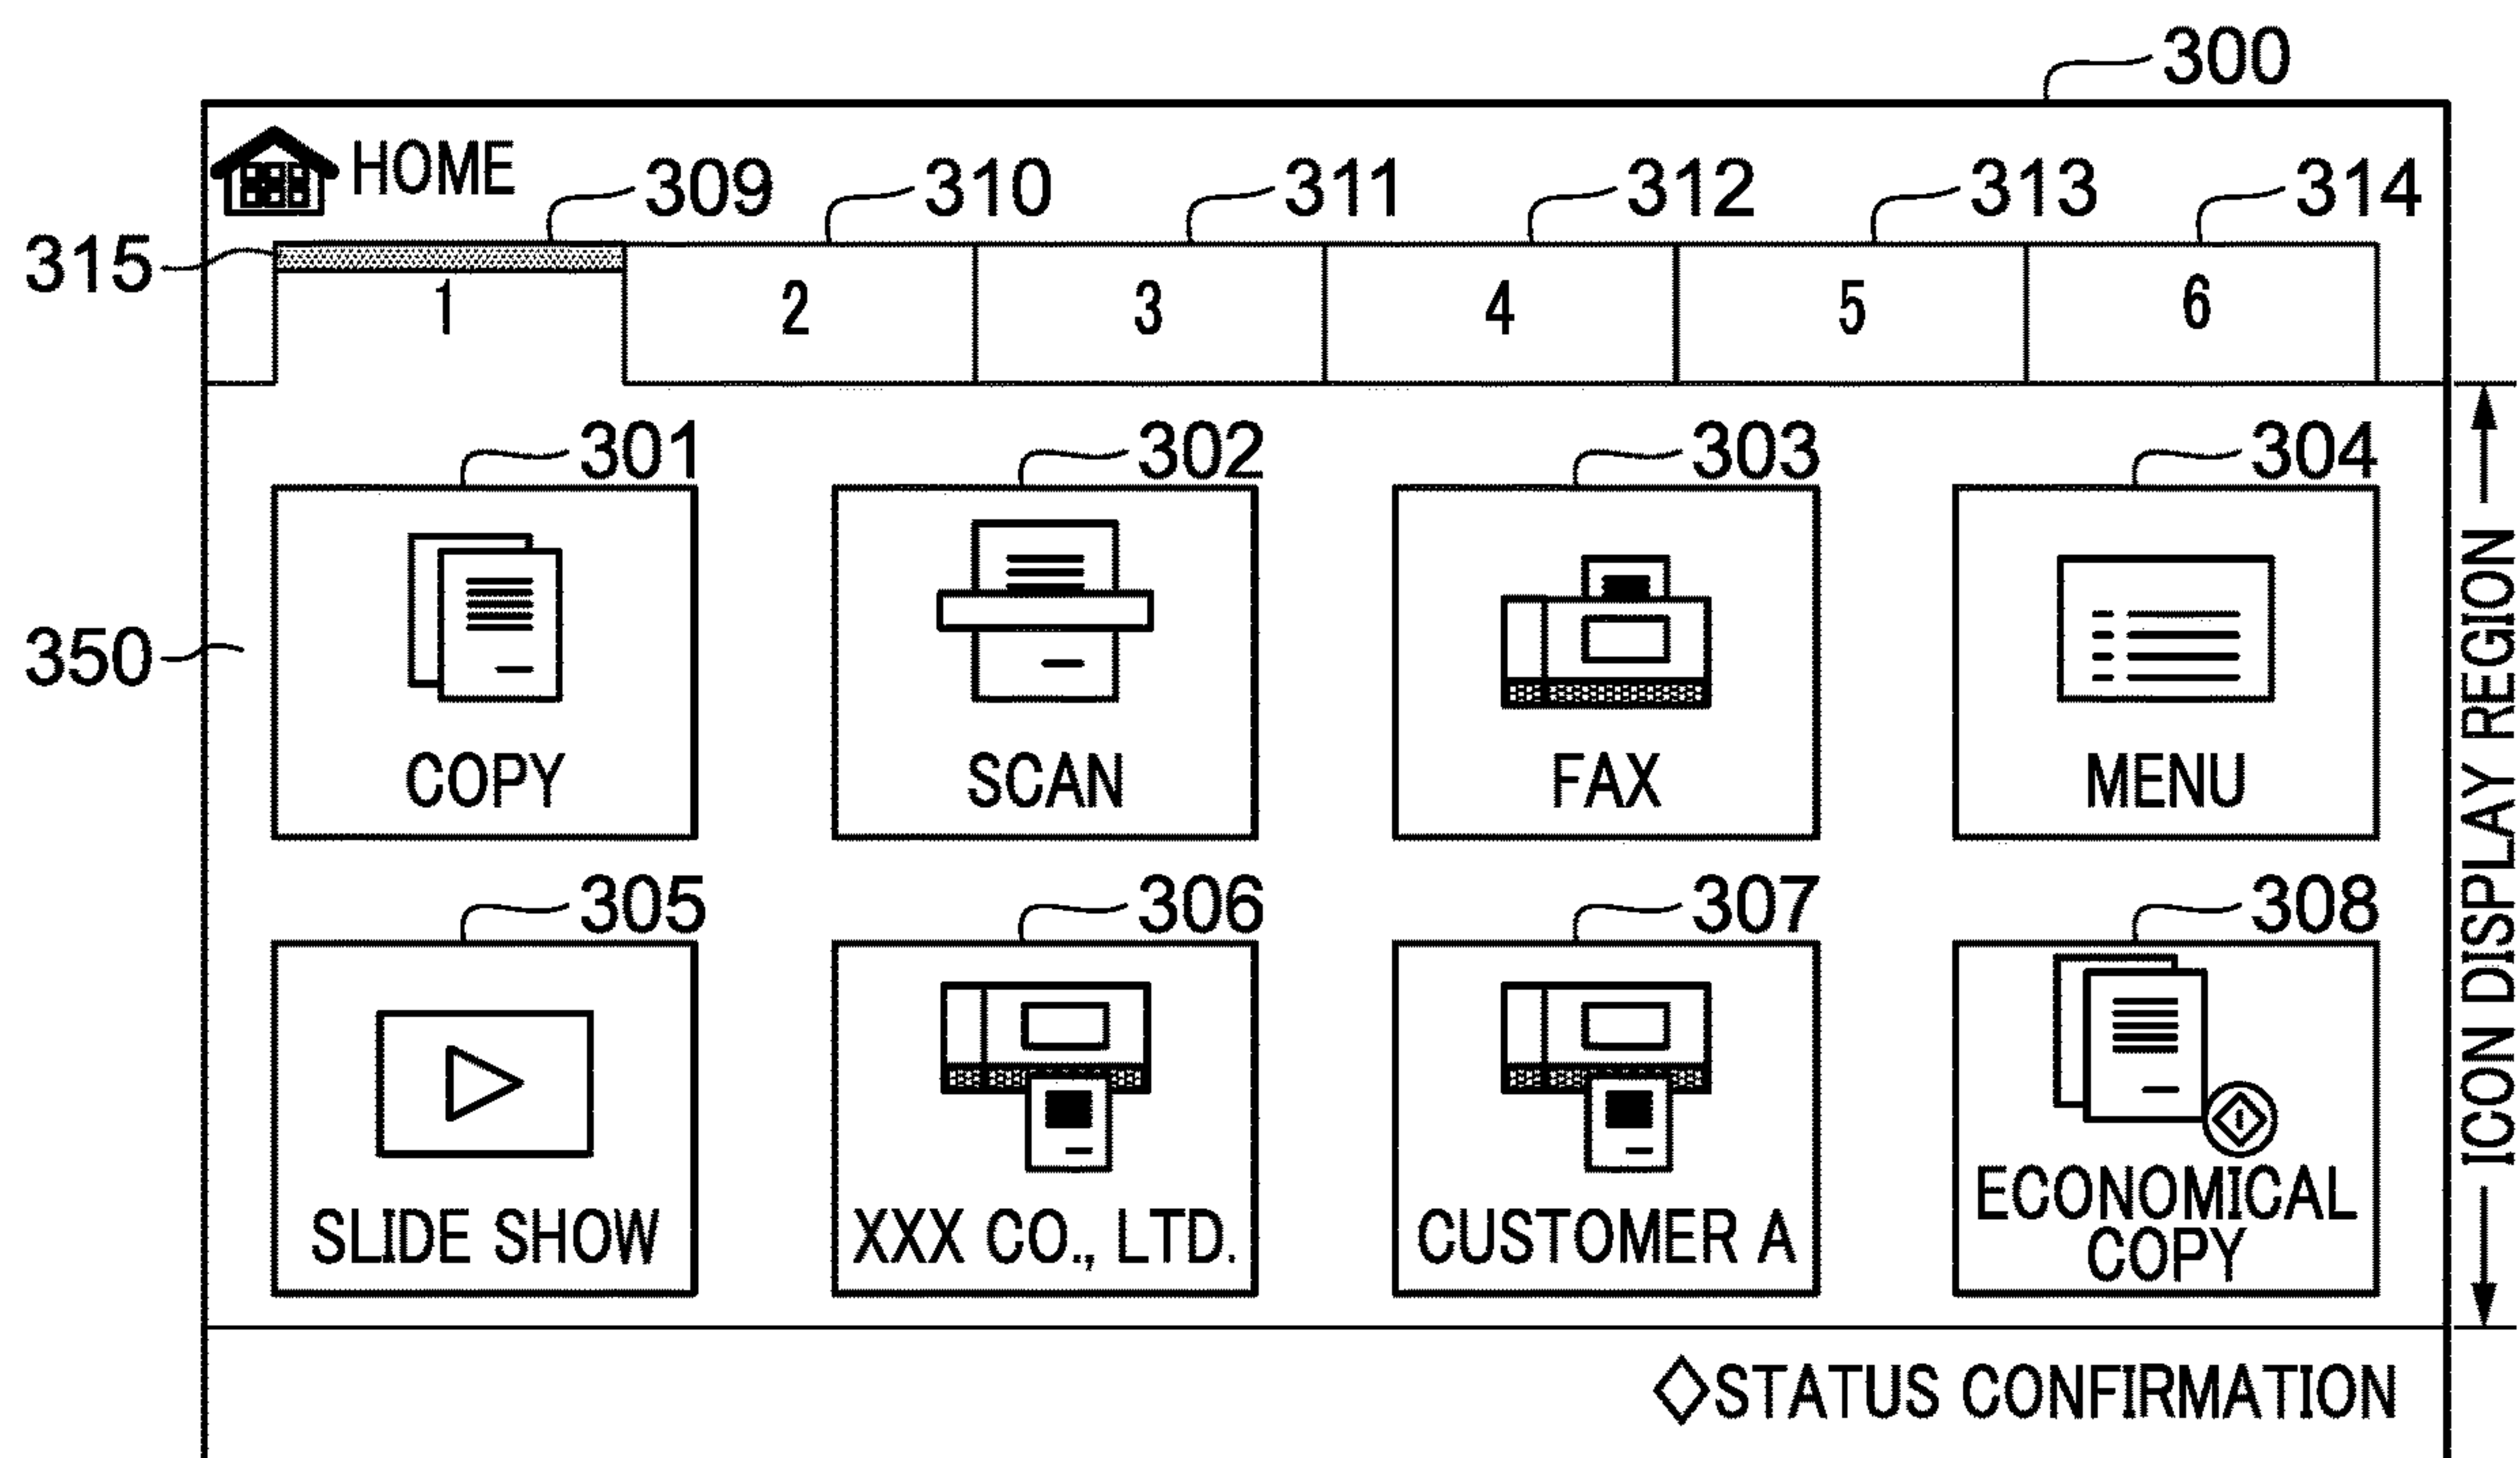 300
HOME
309 310 311 312 313 314
315
1 2 3 4 5 6
301 302 303 304
350
COPY SCAN FAX MENU
305 306 307 308
SLIDE SHOW XXX CO., LTD. CUSTOMER A ECONOMICAL
COPY
ICON DISPLAY REGION
STATUS CONFIRMATION